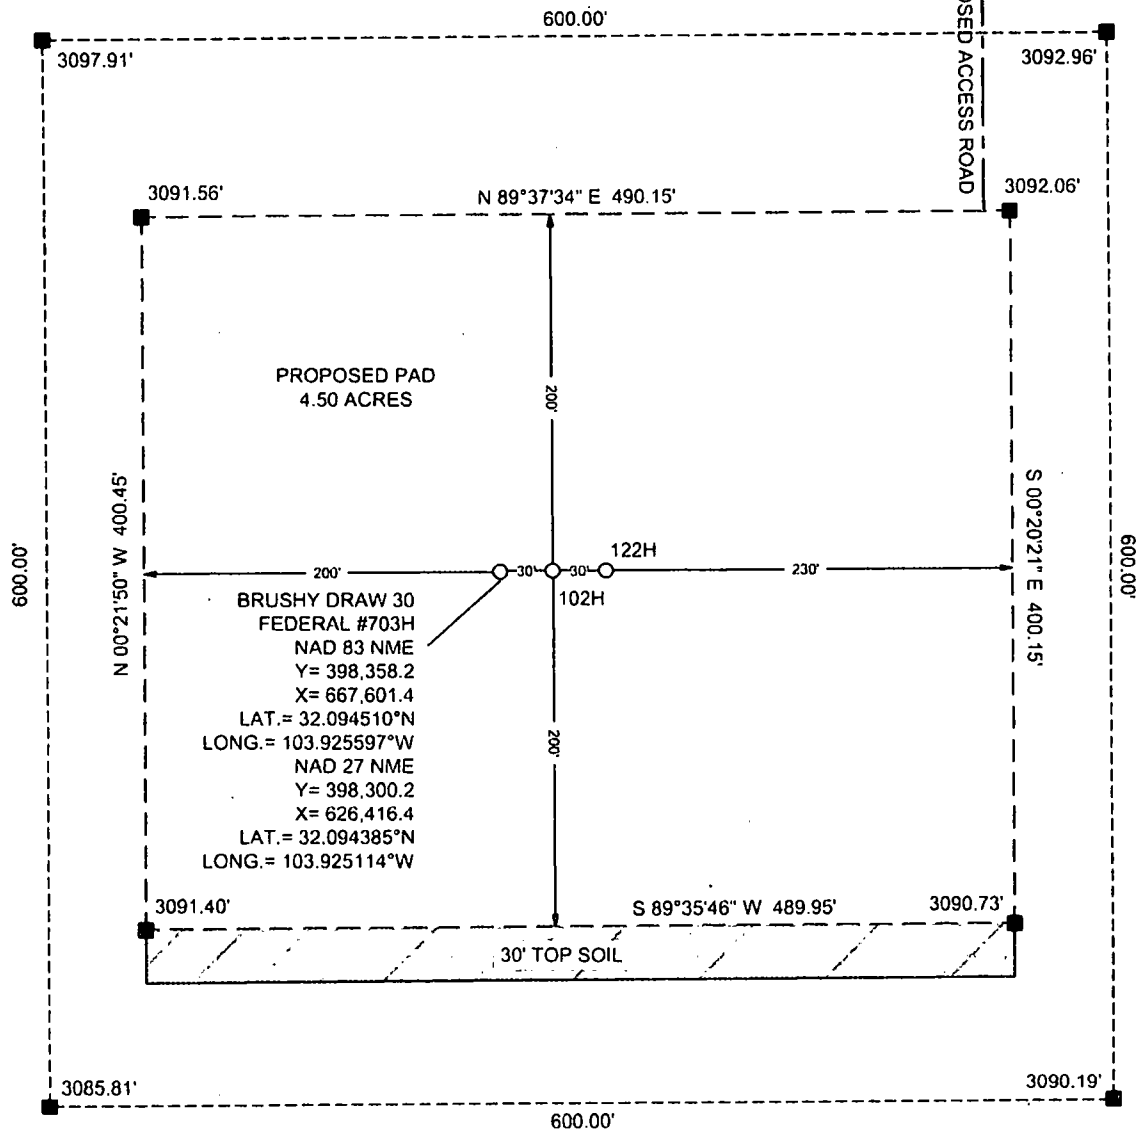 600.00'
3097.91'
3092.96'
ACCESS ROAD
3091.56'
N 89°37'34" E 490.15'
3092.06'
PROPOSED PAD
4.50 ACRES
200'
N 00°21'50" W 400.45'
S 00°20'21" E 400.15'
600.00'
600.00'
122H
200'
30'
30'
230'
102H
BRUSHY DRAW 30
FEDERAL #703H
NAD 83 NME
Y= 398,358.2
X= 667,601.4
LAT.= 32.094510°N
LONG.= 103.925597°W
NAD 27 NME
Y= 398,300.2
X= 626,416.4
LAT.= 32.094385°N
LONG.= 103.925114°W
200'
3091.40'
S 89°35'46" W 489.95'
3090.73'
30' TOP SOIL
3085.81'
3090.19'
600.00'